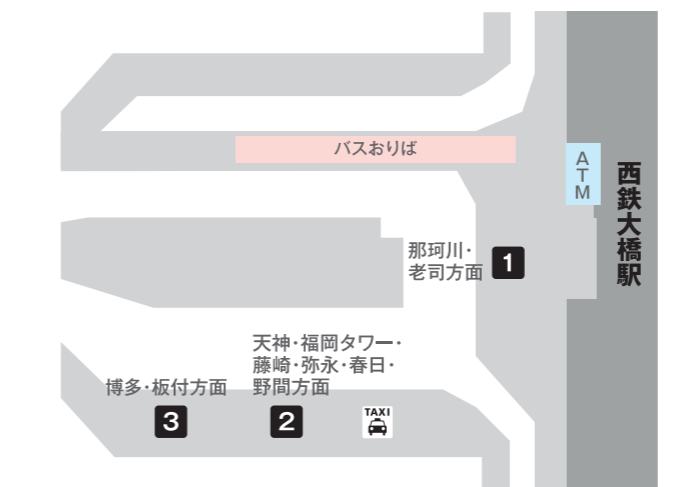 バスおりば
ATM
西鉄大橋駅
那珂川・
老司方面
1
天神・福岡タワー・
藤崎・弥永・春日・
野間方面
博多・板付方面
3
2
TAXI